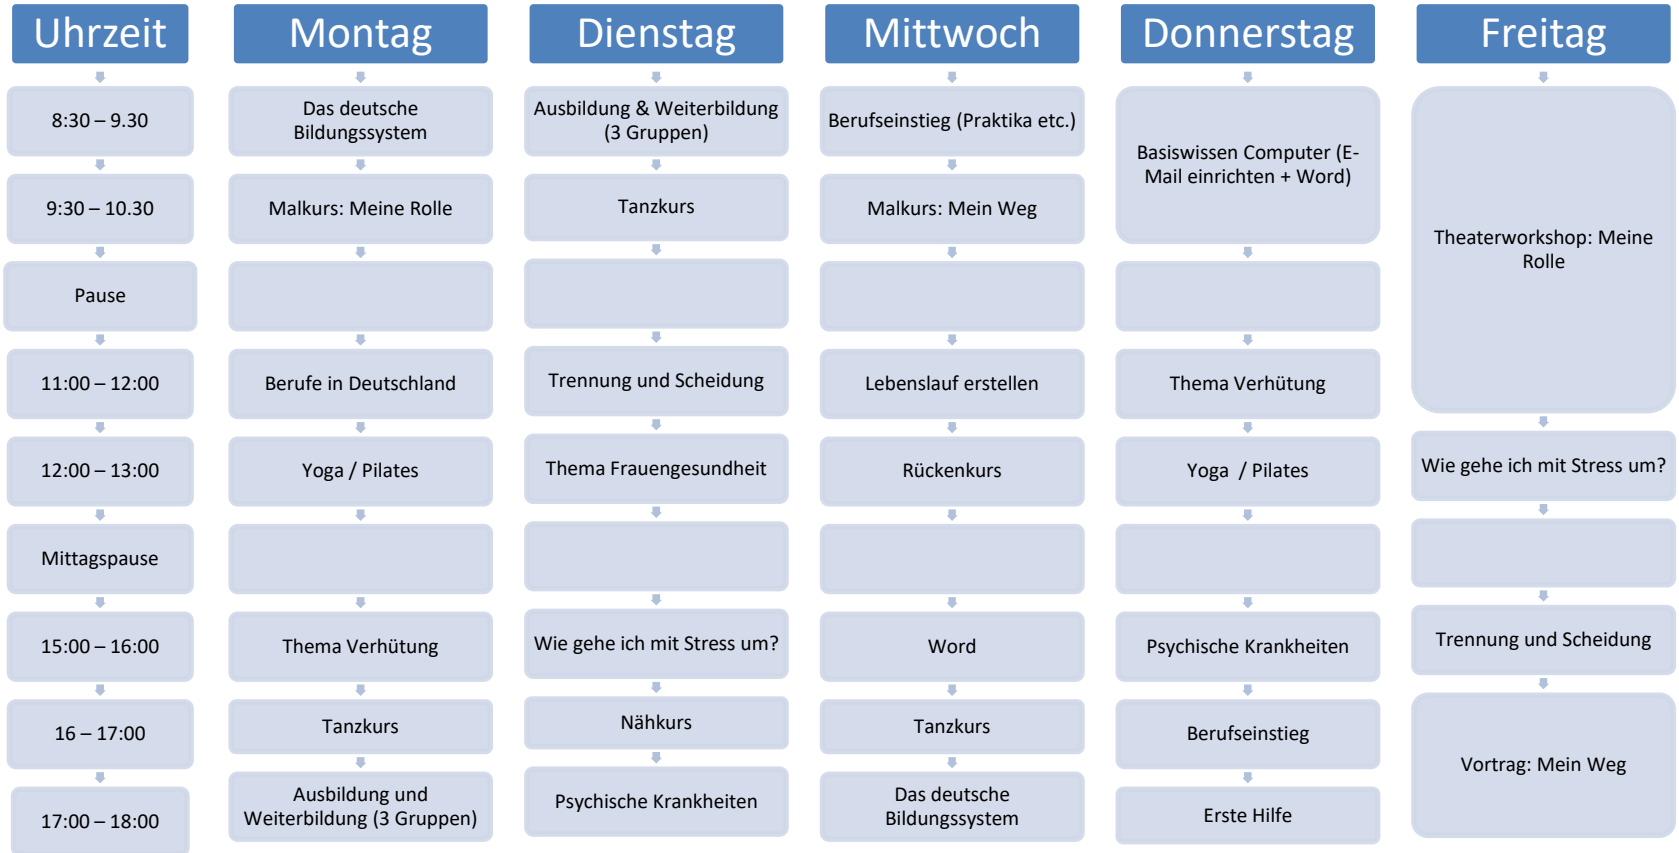 Uhrzeit
8:30 – 9.30
9:30 – 10.30
Pause
11:00 – 12:00
12:00 – 13:00
Mittagspause
15:00 – 16:00
16 – 17:00
17:00 – 18:00
Montag
Das deutsche
Bildungssystem
Malkurs: Meine Rolle
Berufe in Deutschland
Yoga / Pilates
Thema Verhütung
Tanzkurs
Ausbildung und
Weiterbildung (3 Gruppen)
Dienstag
Ausbildung & Weiterbildung
(3 Gruppen)
Tanzkurs
Trennung und Scheidung
Thema Frauengesundheit
Wie gehe ich mit Stress um?
Nähkurs
Psychische Krankheiten
Mittwoch
Berufseinstieg (Praktika etc.)
Malkurs: Mein Weg
Lebenslauf erstellen
Rückenkurs
Word
Tanzkurs
Das deutsche
Bildungssystem
Donnerstag
Basiswissen Computer (E-
Mail einrichten + Word)
Thema Verhütung
Yoga  / Pilates
Psychische Krankheiten
Berufseinstieg
Erste Hilfe
Freitag
Theaterworkshop: Meine
Rolle
Wie gehe ich mit Stress um?
Trennung und Scheidung
Vortrag: Mein Weg